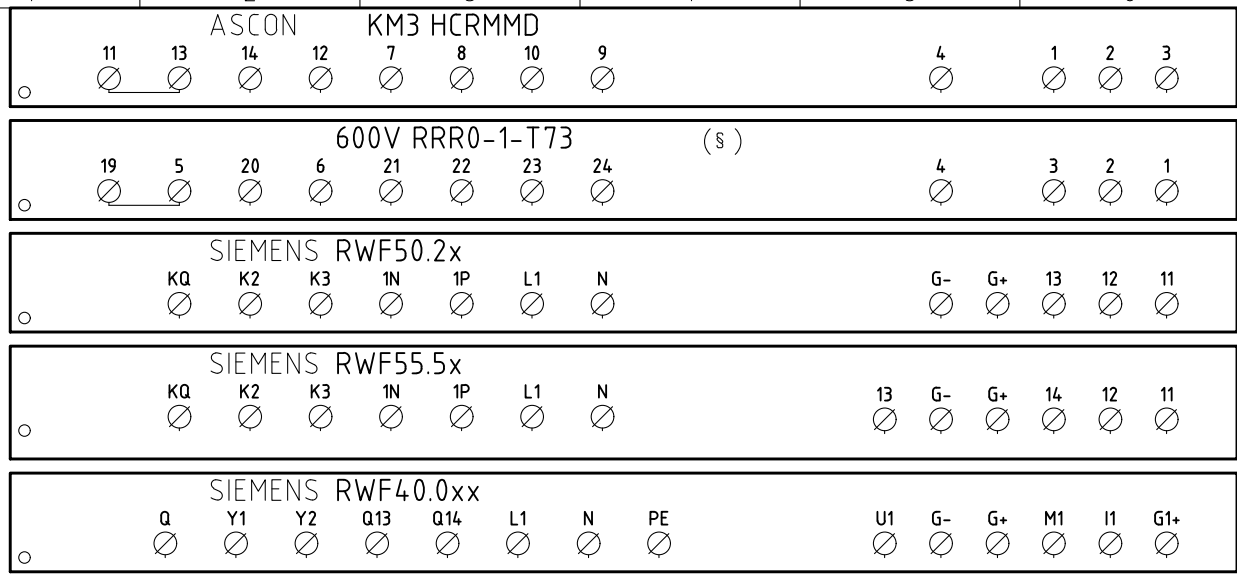 ASCON KM3 HCRMMD
11 13 14 12 7 8 10 9 4 1 2 3
600V RRR0-1-T73 (§)
19 5 20 6 21 22 23 24 4 3 2 1
SIEMENS RWF50.2x
KQ K2 K3 1N 1P L1 N G- G+ 13 12 11
SIEMENS RWF55.5x
KQ K2 K3 1N 1P L1 N 13 G- G+ 14 12 11
SIEMENS RWF40.0xx
Q Y1 Y2 Q13 Q14 L1 N PE U1 G- G+ M1 I1 G1+